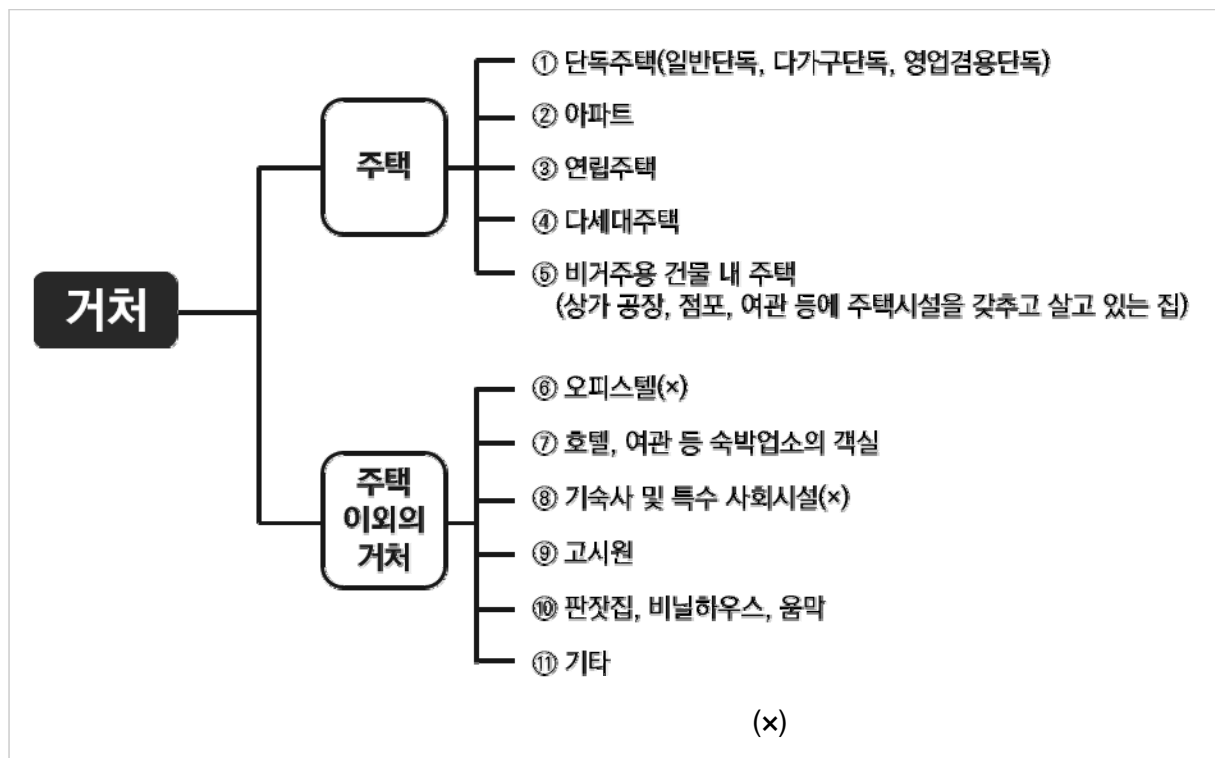 거처
주택
① 단독주택(일반단독, 다가구단독, 영업겸용단독)
② 아파트
③ 연립주택
④ 다세대주택
⑤ 비거주용 건물 내 주택
(상가 공장, 점포, 여관 등에 주택시설을 갖추고 살고 있는 집)
주택
이외의
거처
⑥ 오피스텔(×)
⑦ 호텔, 여관 등 숙박업소의 객실
⑧ 기숙사 및 특수 사회시설(×)
⑨ 고시원
⑩ 판잣집, 비닐하우스, 움막
⑪ 기타
(×)